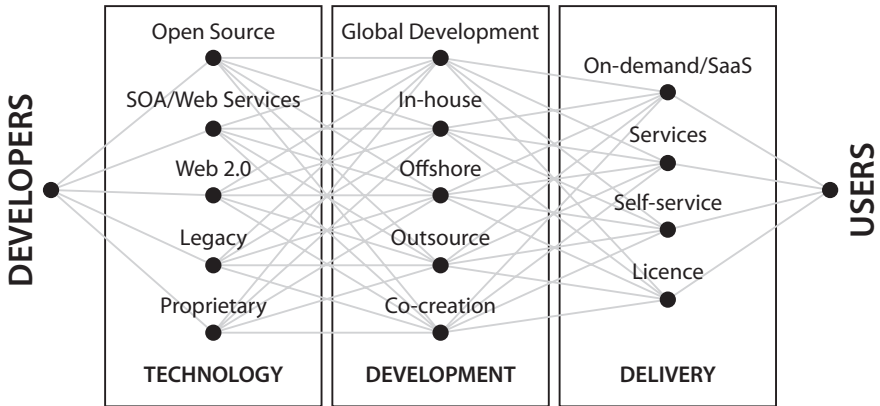 DEVELOPERS
Open Source
SOA/Web Services
Web 2.0
Legacy
Proprietary
TECHNOLOGY
Global Development
In-house
Offshore
Outsource
Co-creation
DEVELOPMENT
On-demand/SaaS
Services
Self-service
Licence
DELIVERY
USERS